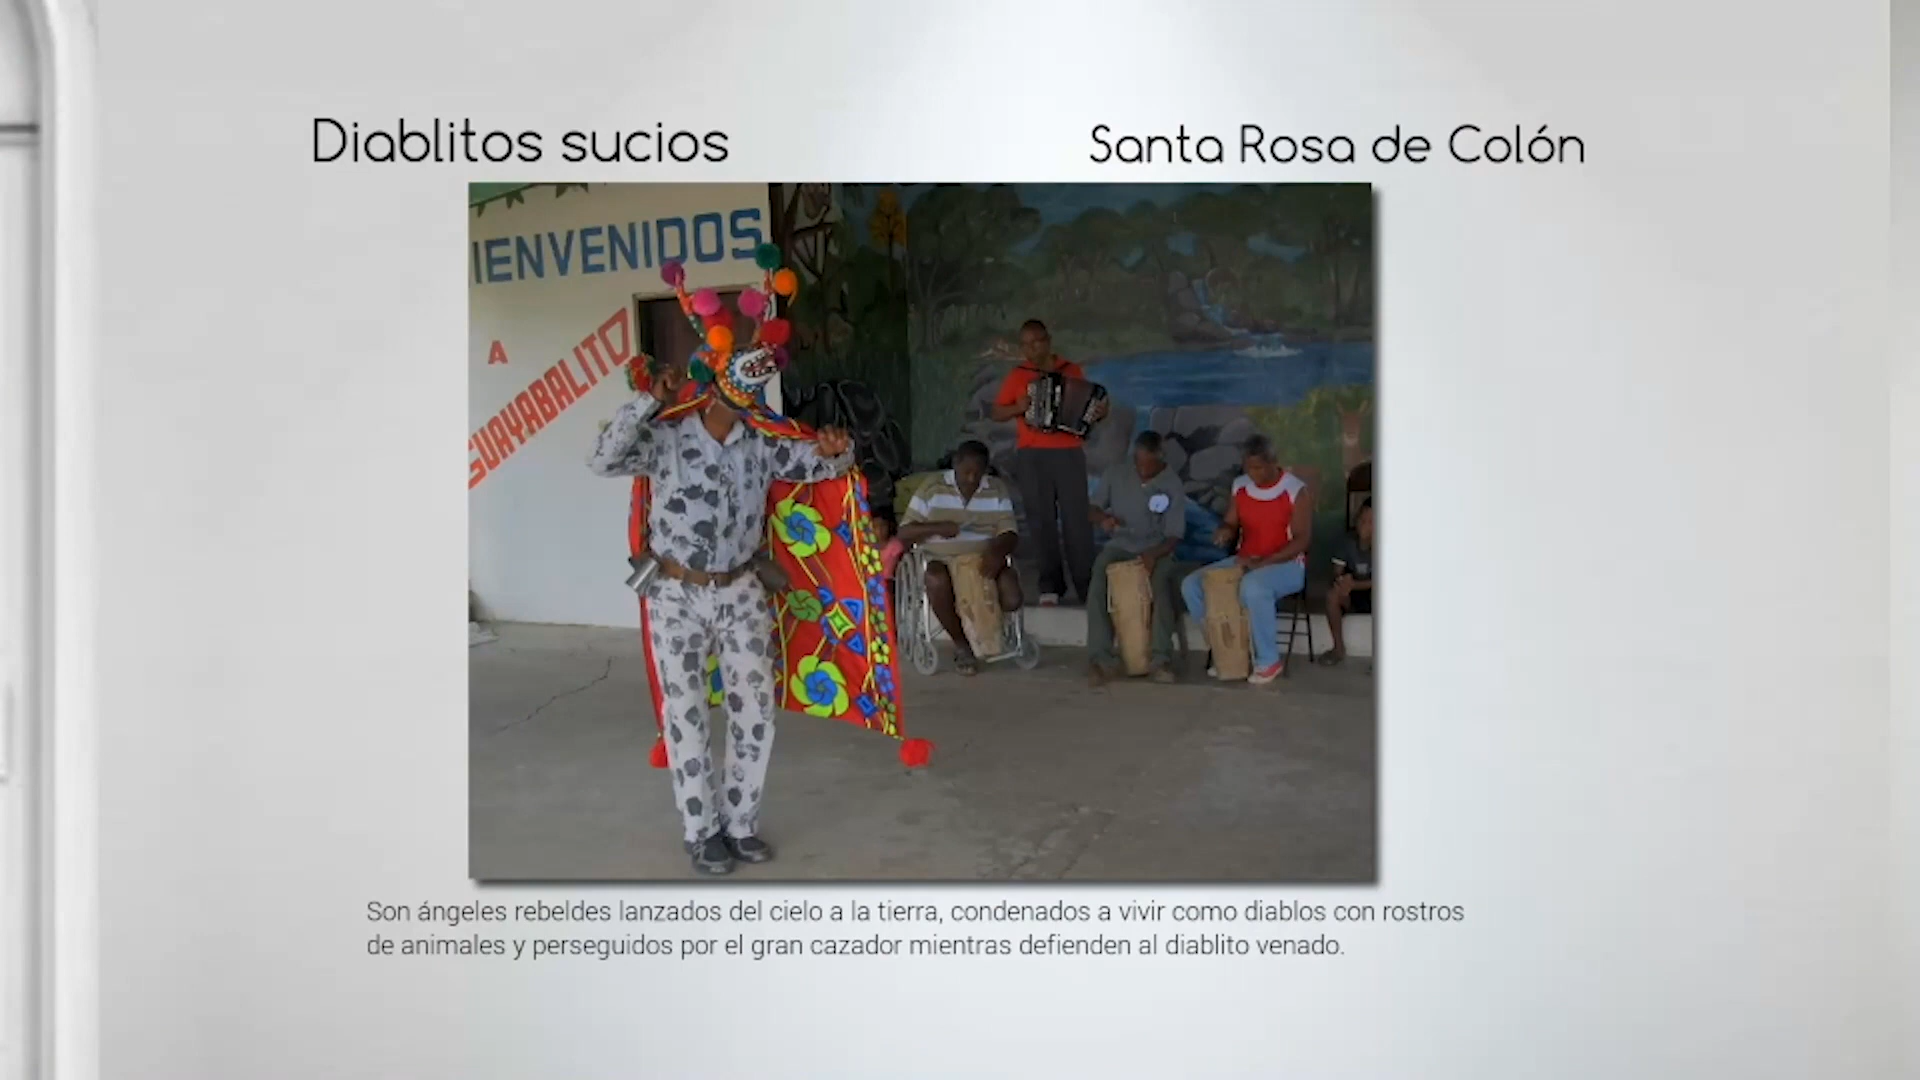 Diablitos sucios
Santa Rosa de Colón
IENVENIDOS
A
GUAYABALITO
Son ángeles rebeldes lanzados del cielo a la tierra, condenados a vivir como diablos con rostros
de animales y perseguidos por el gran cazador mientras defienden al diablito venado.